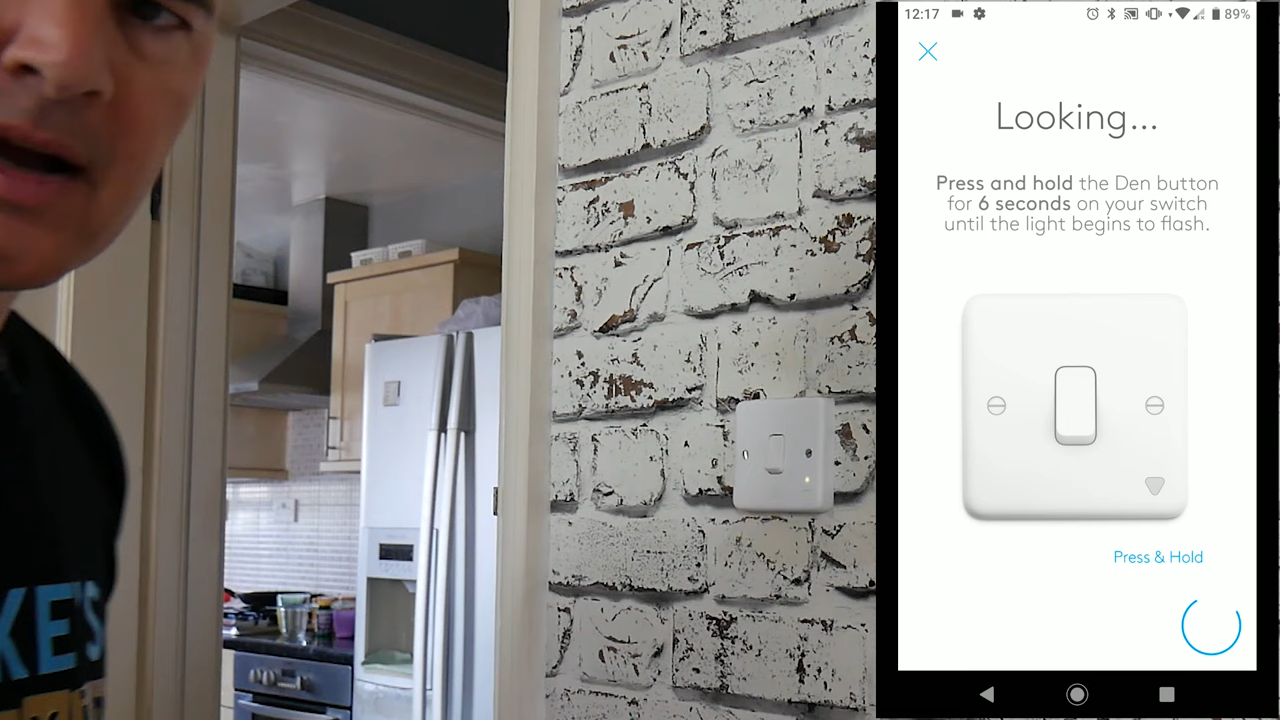 12:17
89%
Looking...
Press and hold the Den button
for 6 seconds on your switch
until the light begins to flash.
Press & Hold
KE'S